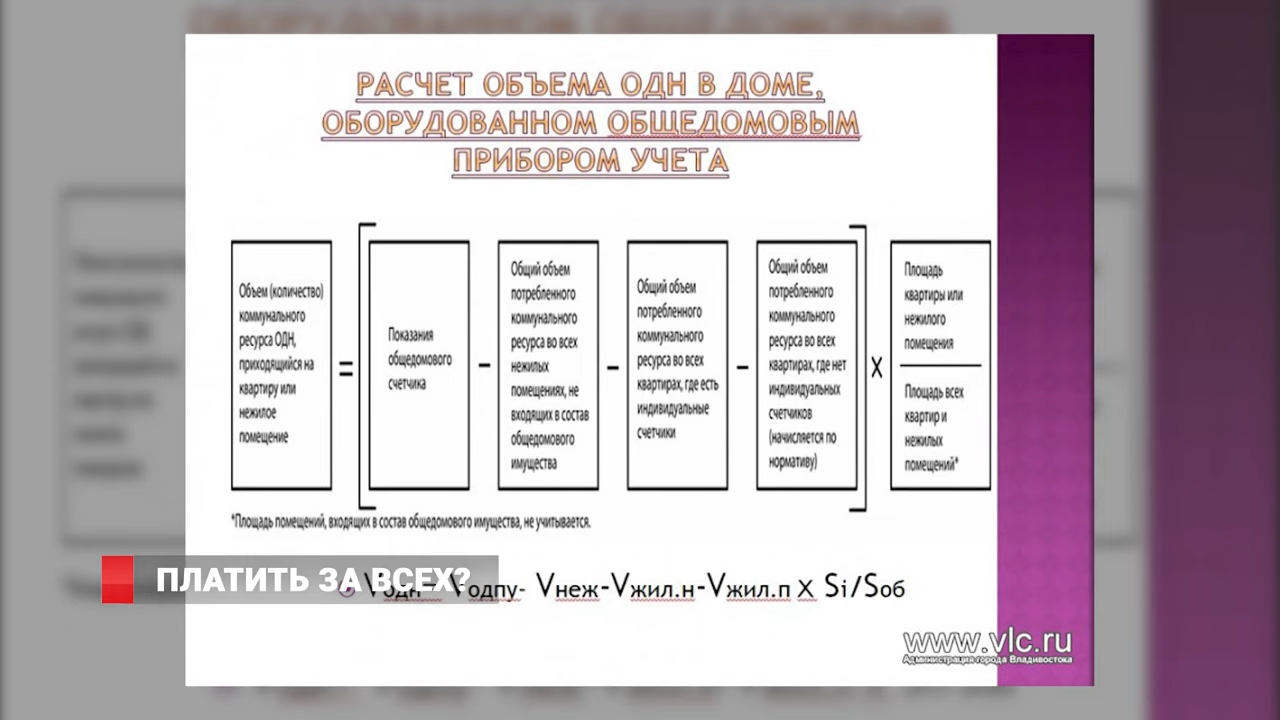 РАСЧЕТ ОБЪЕМА ОДН В ДОМЕ,
ОБОРУДОВАННОМ ОБЩЕДОМОВЫМ
ПРИБОРОМ УЧЕТА
Объем (количество)
коммунального
ресурса ОДН,
приходящийся на
квартиру или
нежилое
помещение
=
Показания
общедомового
счетчика
-
Общий объем
потребленного
коммунального
ресурса во всех
нежилых
помещениях, не
входящих в состав
общедомового
имущества
-
Общий объем
потребленного
коммунального
ресурса во всех
квартирах, где есть
индивидуальные
счетчики
-
Общий объем
потребленного
коммунального
ресурса во всех
квартирах, где нет
индивидуальных
счетчиков
(начисляется по
нормативу)
X
Площадь
квартиры или
нежилого
помещения
Площадь всех
квартир и
нежилых
помещений*
*Площадь помещений, входящих в состав общедомового имущества, не учитывается.
ПЛАТИТЬ ЗА ВСЕХ?
Vодн= Vодпу- Vнеж-Vжил.н-Vжил.п X Si/Sоб
www.vlc.ru
Администрация города Владивостока